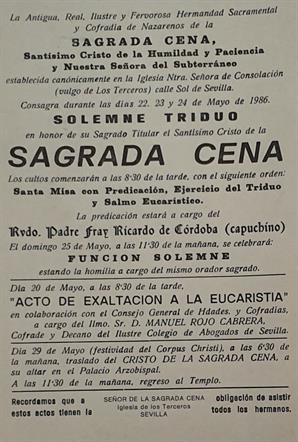 La Antigua, Real, Ilustre y Fervorosa Hermandad Sacramental
y Cofradía de Nazarenos de la
SAGRADA CENA,
Santísimo Cristo de la Humildad y Paciencia
y Nuestra Señora del Subterráneo
establecida canónicamente en la Iglesia Ntra. Señora de Consolación
(vulgo de Los Terceros) calle Sol de Sevilla.
Consagra durante los días 22, 23 y 24 de Mayo de 1986.
SOLEMNE TRIDUO
en honor de su Sagrado Titular el Santísimo Cristo de la
SAGRADA CENA
Los cultos comenzarán a las 8'30 de la tarde, con el siguiente orden:
Santa Misa con Predicación, Ejercicio del Triduo
y Salmo Eucarístico.
La predicación estará a cargo del
Rvdo. Padre Fray Ricardo de Córdoba (capuchino)
El domingo 25 de Mayo, a las 11'30 de la mañana, se celebrará:
FUNCION SOLEMNE
estando la homilía a cargo del mismo orador sagrado.
Día 20 de Mayo, a las 8'30 de la tarde,
"ACTO DE EXALTACION A LA EUCARISTIA"
en colaboración con el Consejo General de Hdades. y Cofradías,
a cargo del Ilmo. Sr. D. MANUEL ROJO CABRERA,
Cofrade y Decano del Ilustre Colegio de Abogados de Sevilla.
Día 29 de Mayo (festividad del Corpus Christi), a las 6'30 de
la mañana, traslado del CRISTO DE LA SAGRADA CENA, a
su altar en el Palacio Arzobispal.
A las 11'30 de la mañana, regreso al Templo.
Recordamos que a estos actos tienen la
SEÑOR DE LA SAGRADA CENA
Iglesia de los Terceros
SEVILLA
obligación de asistir
todos los hermanos.